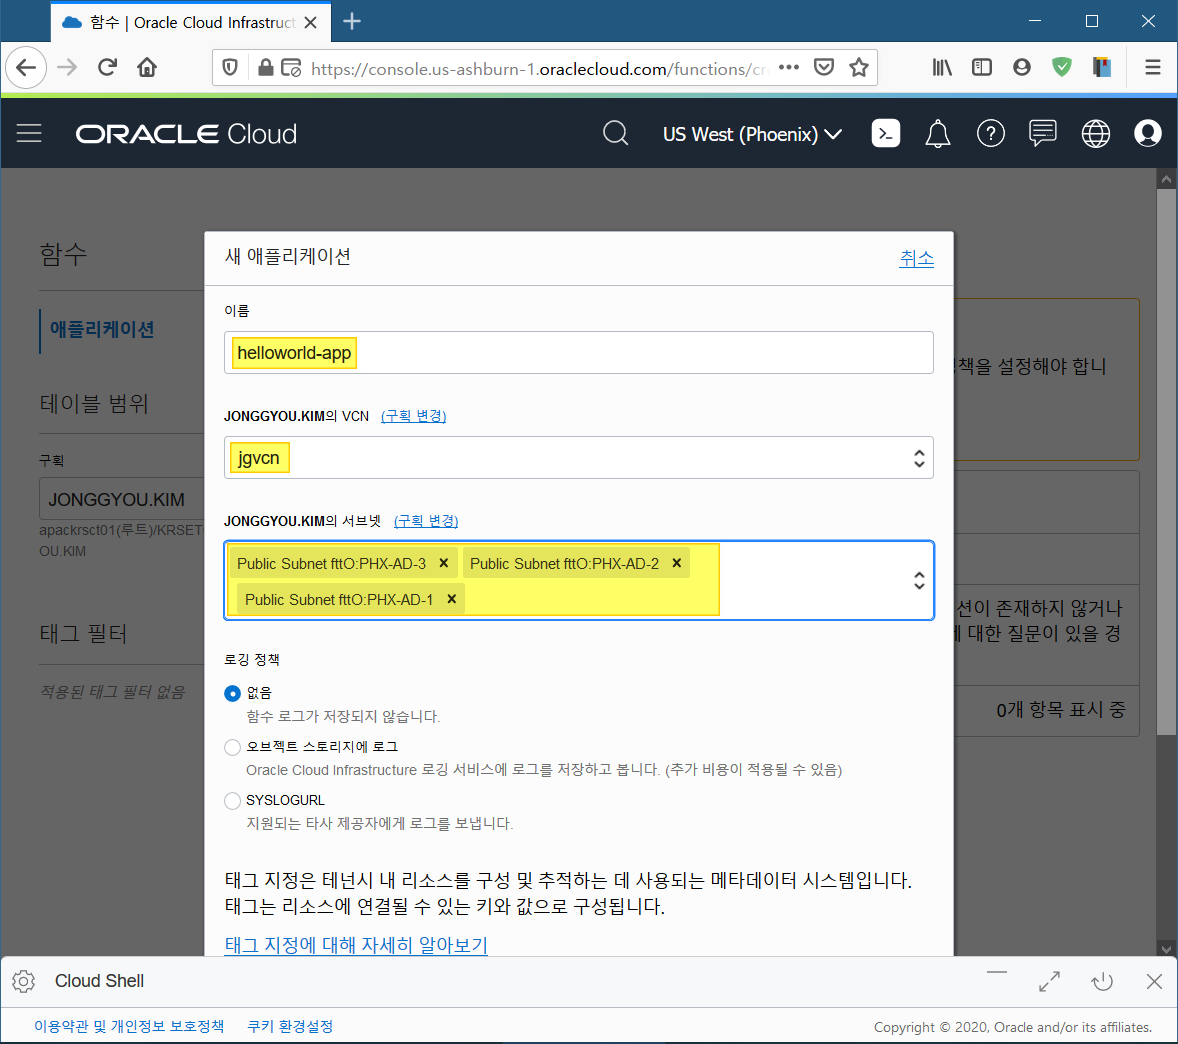 함수 | Oracle Cloud Infrastruct
https://console.us-ashburn-1.oraclecloud.com/functions/cr
ORACLE Cloud
US West (Phoenix)
함수
애플리케이션
테이블 범위
구획
JONGGYOU.KIM
apackrsct01(루트)/KRSET
OU.KIM
태그 필터
적용된 태그 필터 없음
책을 설정해야 합니
션이 존재하지 않거나
대한 질문이 있을 경
0개 항목 표시 중
새 애플리케이션
취소
이름
helloworld-app
JONGGYOU.KIM의 VCN (구획 변경)
jgvcn
JONGGYOU.KIM의 서브넷 (구획 변경)
Public Subnet fttO:PHX-AD-3 × Public Subnet fttO:PHX-AD-2 ×
Public Subnet fttO:PHX-AD-1 ×
로깅 정책
없음
함수 로그가 저장되지 않습니다.
오브젝트 스토리지에 로그
Oracle Cloud Infrastructure 로깅 서비스에 로그를 저장하고 봅니다. (추가 비용이 적용될 수 있음)
SYSLOGURL
지원되는 타사 제공자에게 로그를 보냅니다.
태그 지정은 테넌시 내 리소스를 구성 및 추적하는 데 사용되는 메타데이터 시스템입니다.
태그는 리소스에 연결될 수 있는 키와 값으로 구성됩니다.
태그 지정에 대해 자세히 알아보기
Cloud Shell
이용약관 및 개인정보 보호정책 쿠키 환경설정
Copyright © 2020, Oracle and/or its affiliates.